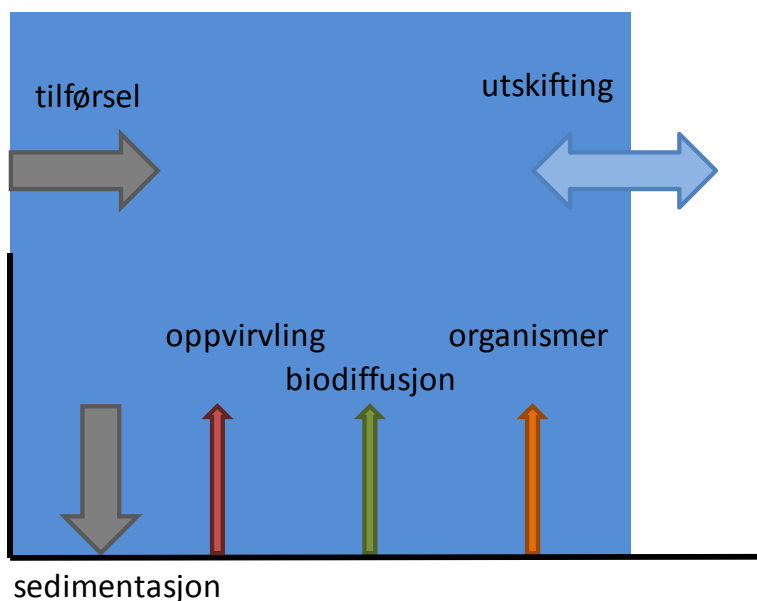 tilførsel
utskifting
oppvirvling
organismer
biodiffusjon
sedimentasjon